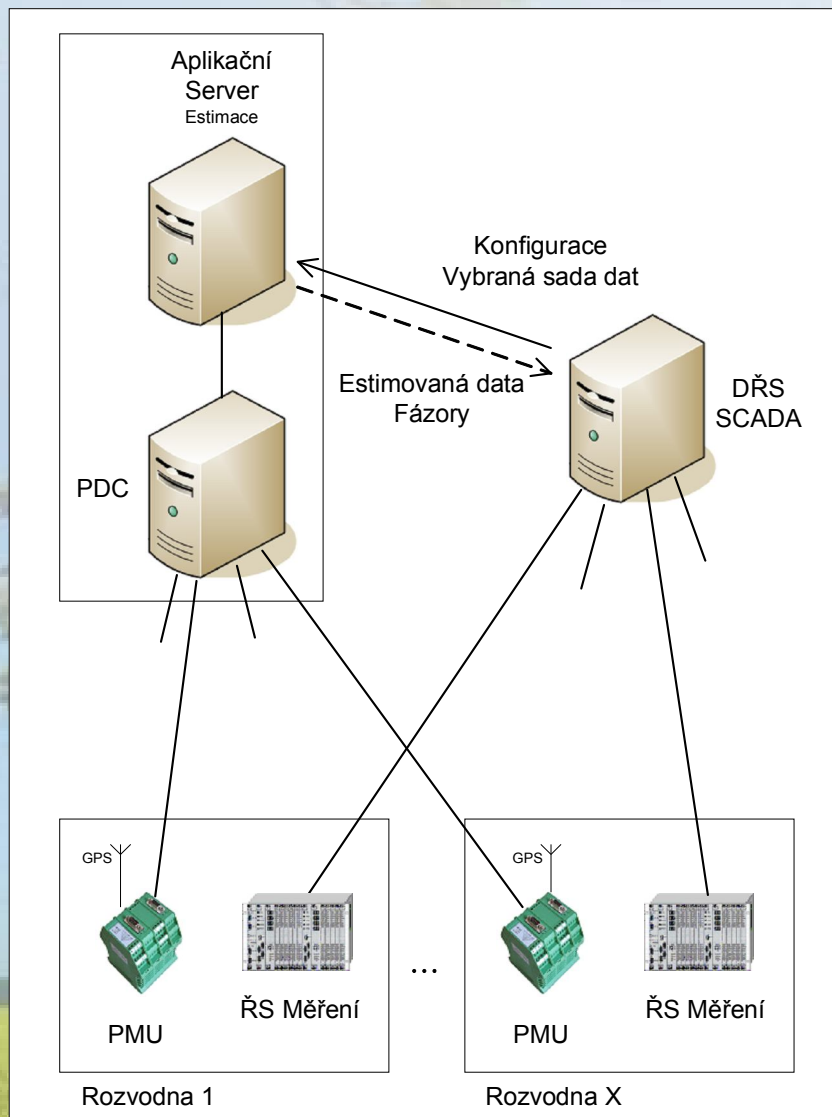 Aplikační
Server
Estimace
Konfigurace
Vybraná sada dat
Estimovaná data
Fázory
DŘS
SCADA
PDC
GPS
PMU
ŘS Měření
...
GPS
PMU
ŘS Měření
Rozvodna 1
Rozvodna X